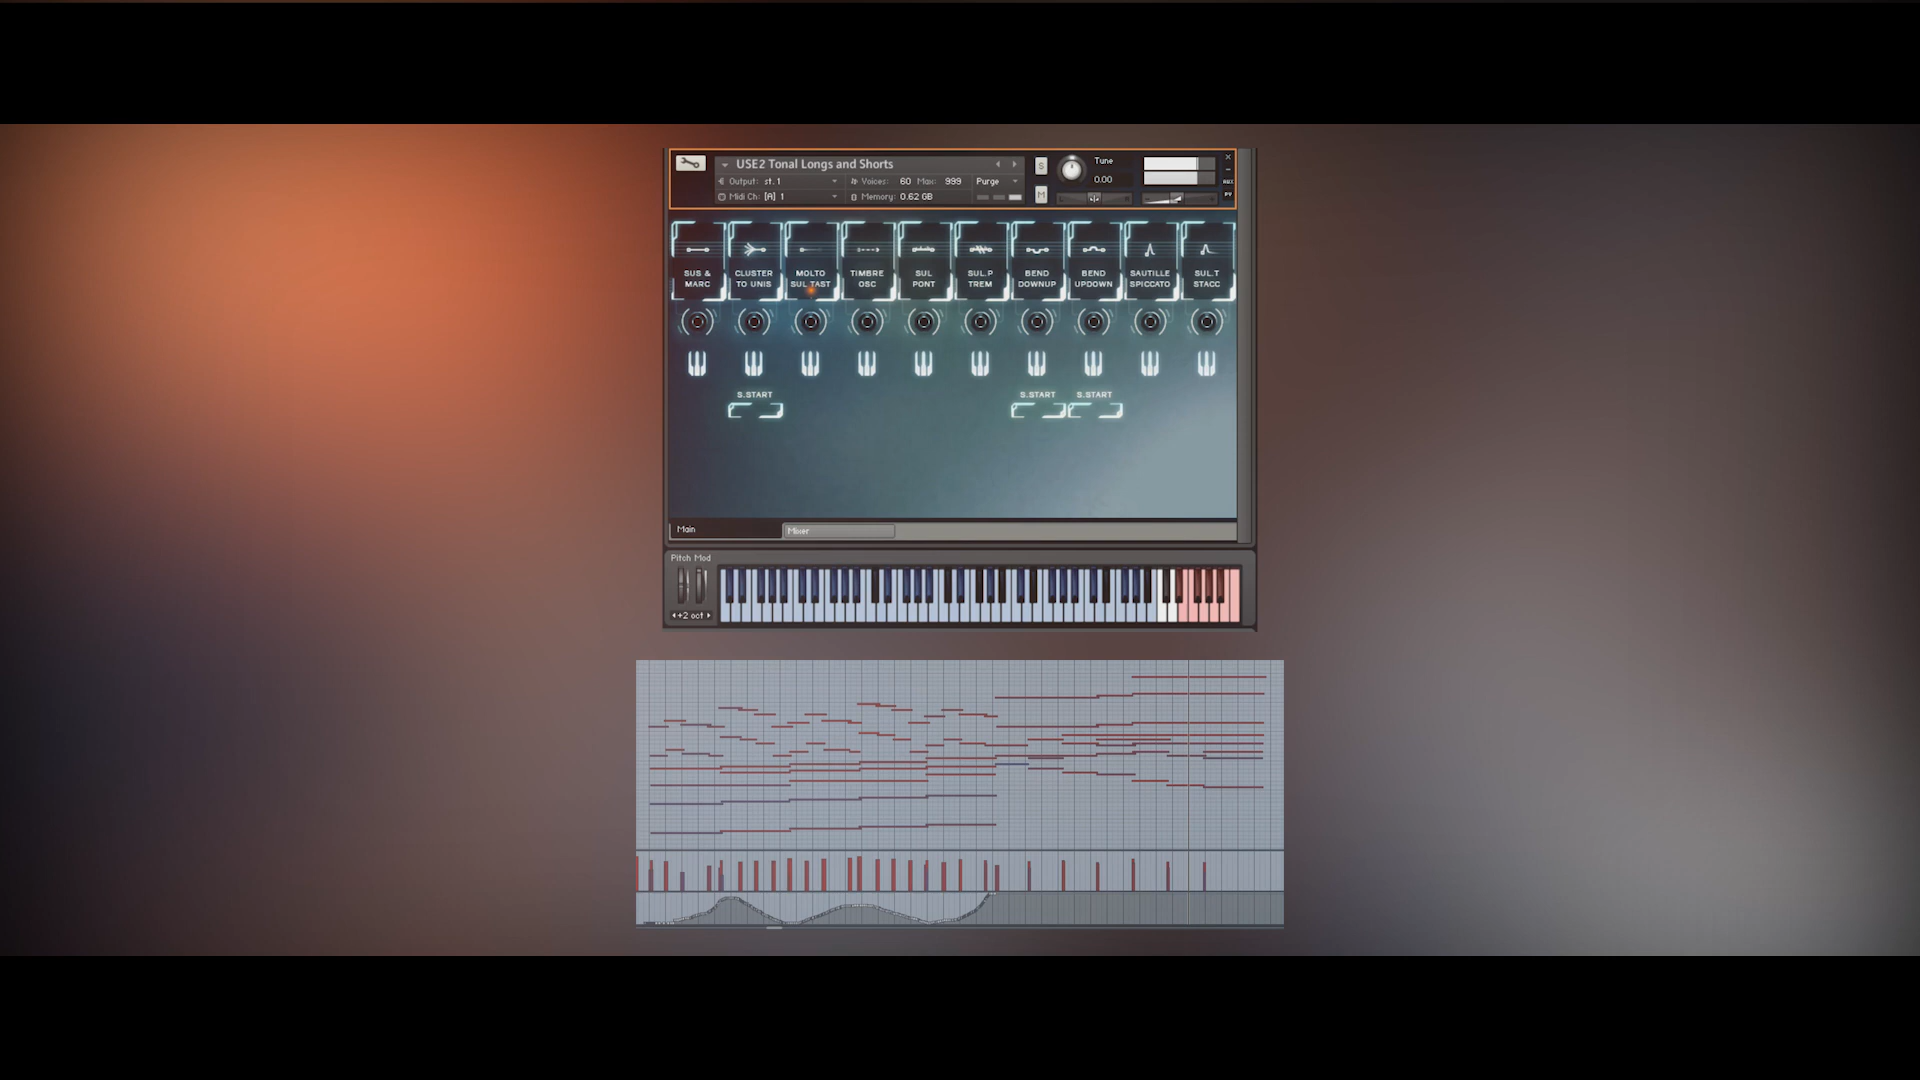 USE2 Tonal Longs and Shorts
Output: st. 1
Voices: 60 Max: 999
Purge
Midi Ch: [A] 1
Memory: 0.62 GB
S
M
Tune
0.00
AUX
PV
SUS & MARC
CLUSTER TO UNIS
MOLTO SUL TAST
TIMBRE OSC
SUL PONT
SUL.P TREM
BEND DOWNUP
BEND UPDOWN
SAUTILLE SPICCATO
SUL.T STACC
S.START
S.START
S.START
Main
Mixer
Pitch Mod
+2 oct